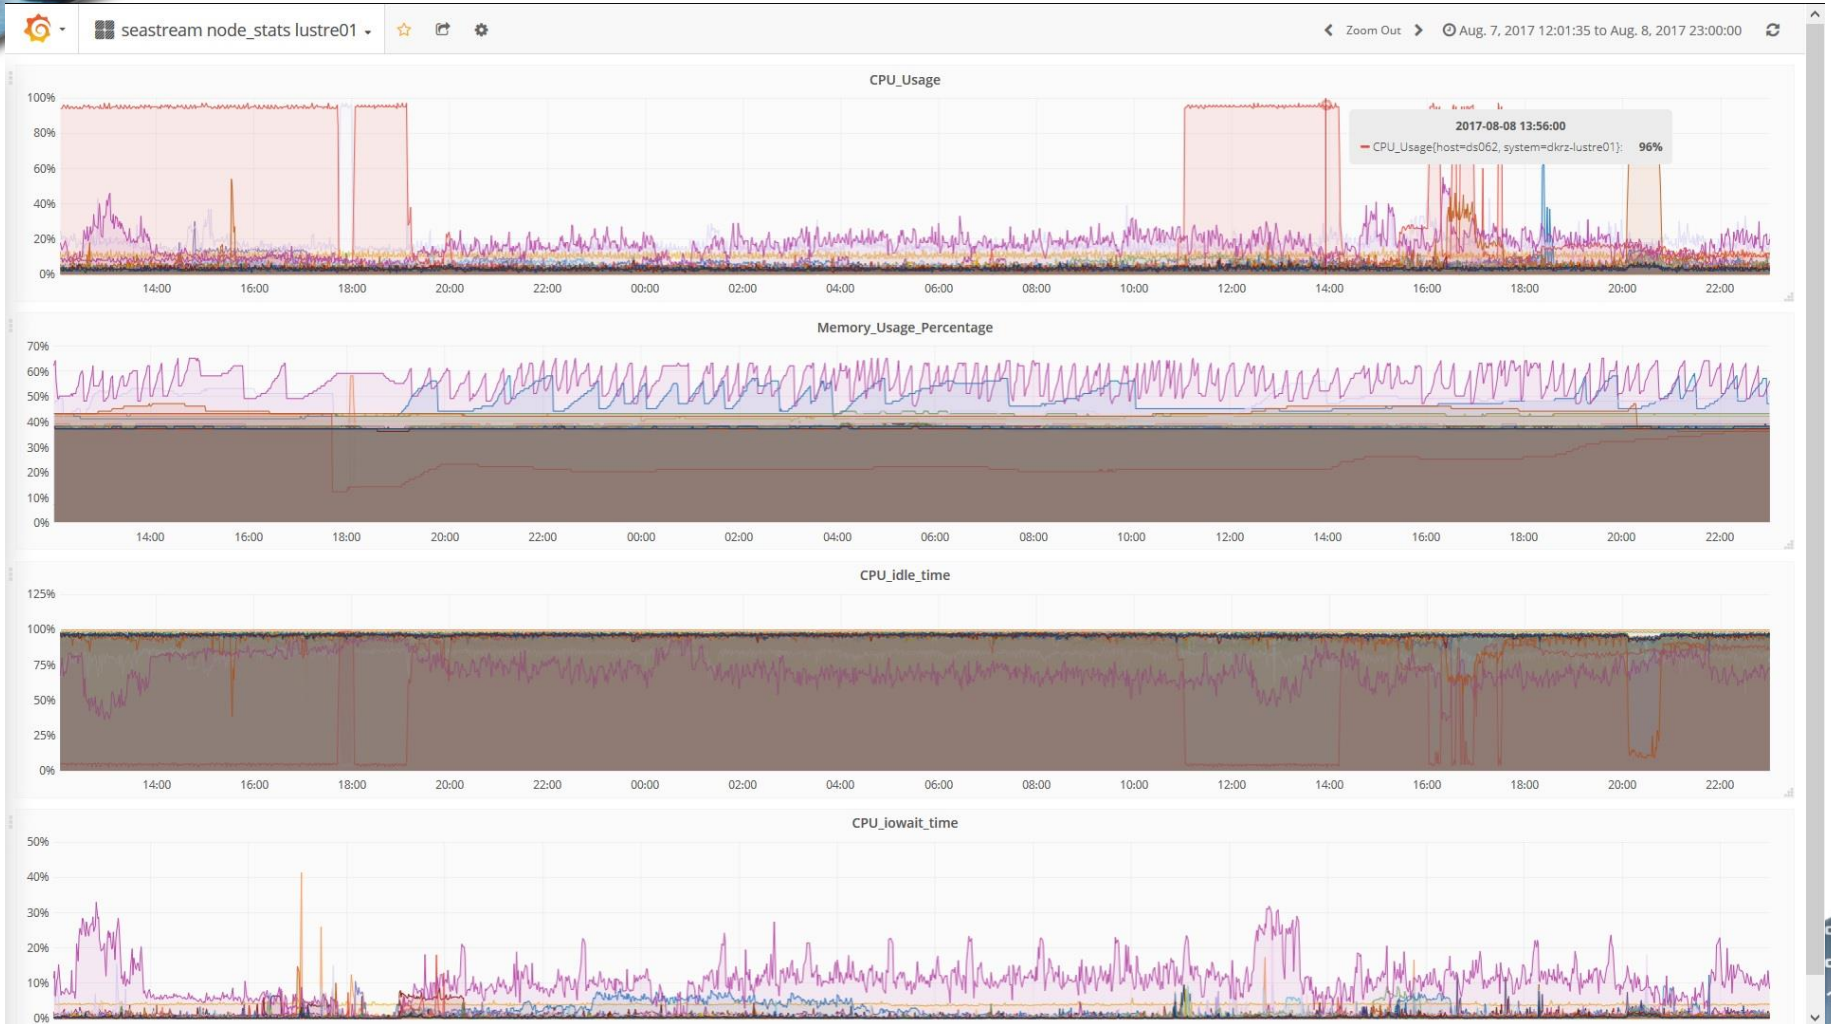 seastream node_stats lustre01
Zoom Out
Aug. 7, 2017 12:01:35 to Aug. 8, 2017 23:00:00
CPU_Usage
100%
80%
60%
40%
20%
0%
2017-08-08 13:56:00
CPU_Usage{host=ds062, system=dkrz-lustre01}: 96%
14:00 16:00 18:00 20:00 22:00 00:00 02:00 04:00 06:00 08:00 10:00 12:00 14:00 16:00 18:00 20:00 22:00
Memory_Usage_Percentage
70%
60%
50%
40%
30%
20%
10%
0%
14:00 16:00 18:00 20:00 22:00 00:00 02:00 04:00 06:00 08:00 10:00 12:00 14:00 16:00 18:00 20:00 22:00
CPU_idle_time
125%
100%
75%
50%
25%
0%
14:00 16:00 18:00 20:00 22:00 00:00 02:00 04:00 06:00 08:00 10:00 12:00 14:00 16:00 18:00 20:00 22:00
CPU_iowait_time
50%
40%
30%
20%
10%
0%